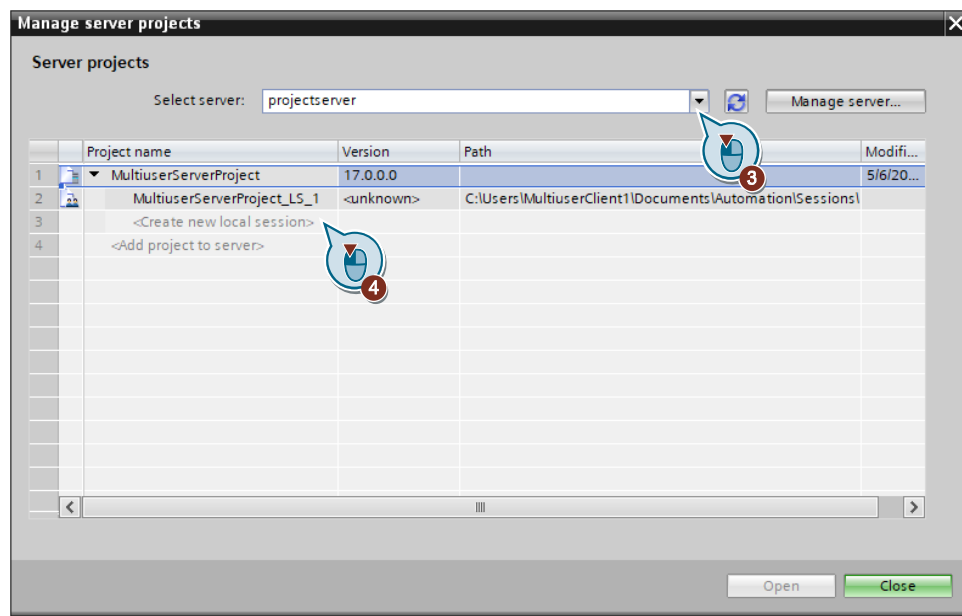 Manage server projects
Server projects
Select server: projectserver Manage server...
Project name Version Path Modifi...
1 MultiuserServerProject 17.0.0.0 5/6/20...
2 MultiuserServerProject_LS_1 <unknown> C:\Users\MultiuserClient1\Documents\Automation\Sessions\
3 <Create new local session>
4 <Add project to server>
3
4
Open Close